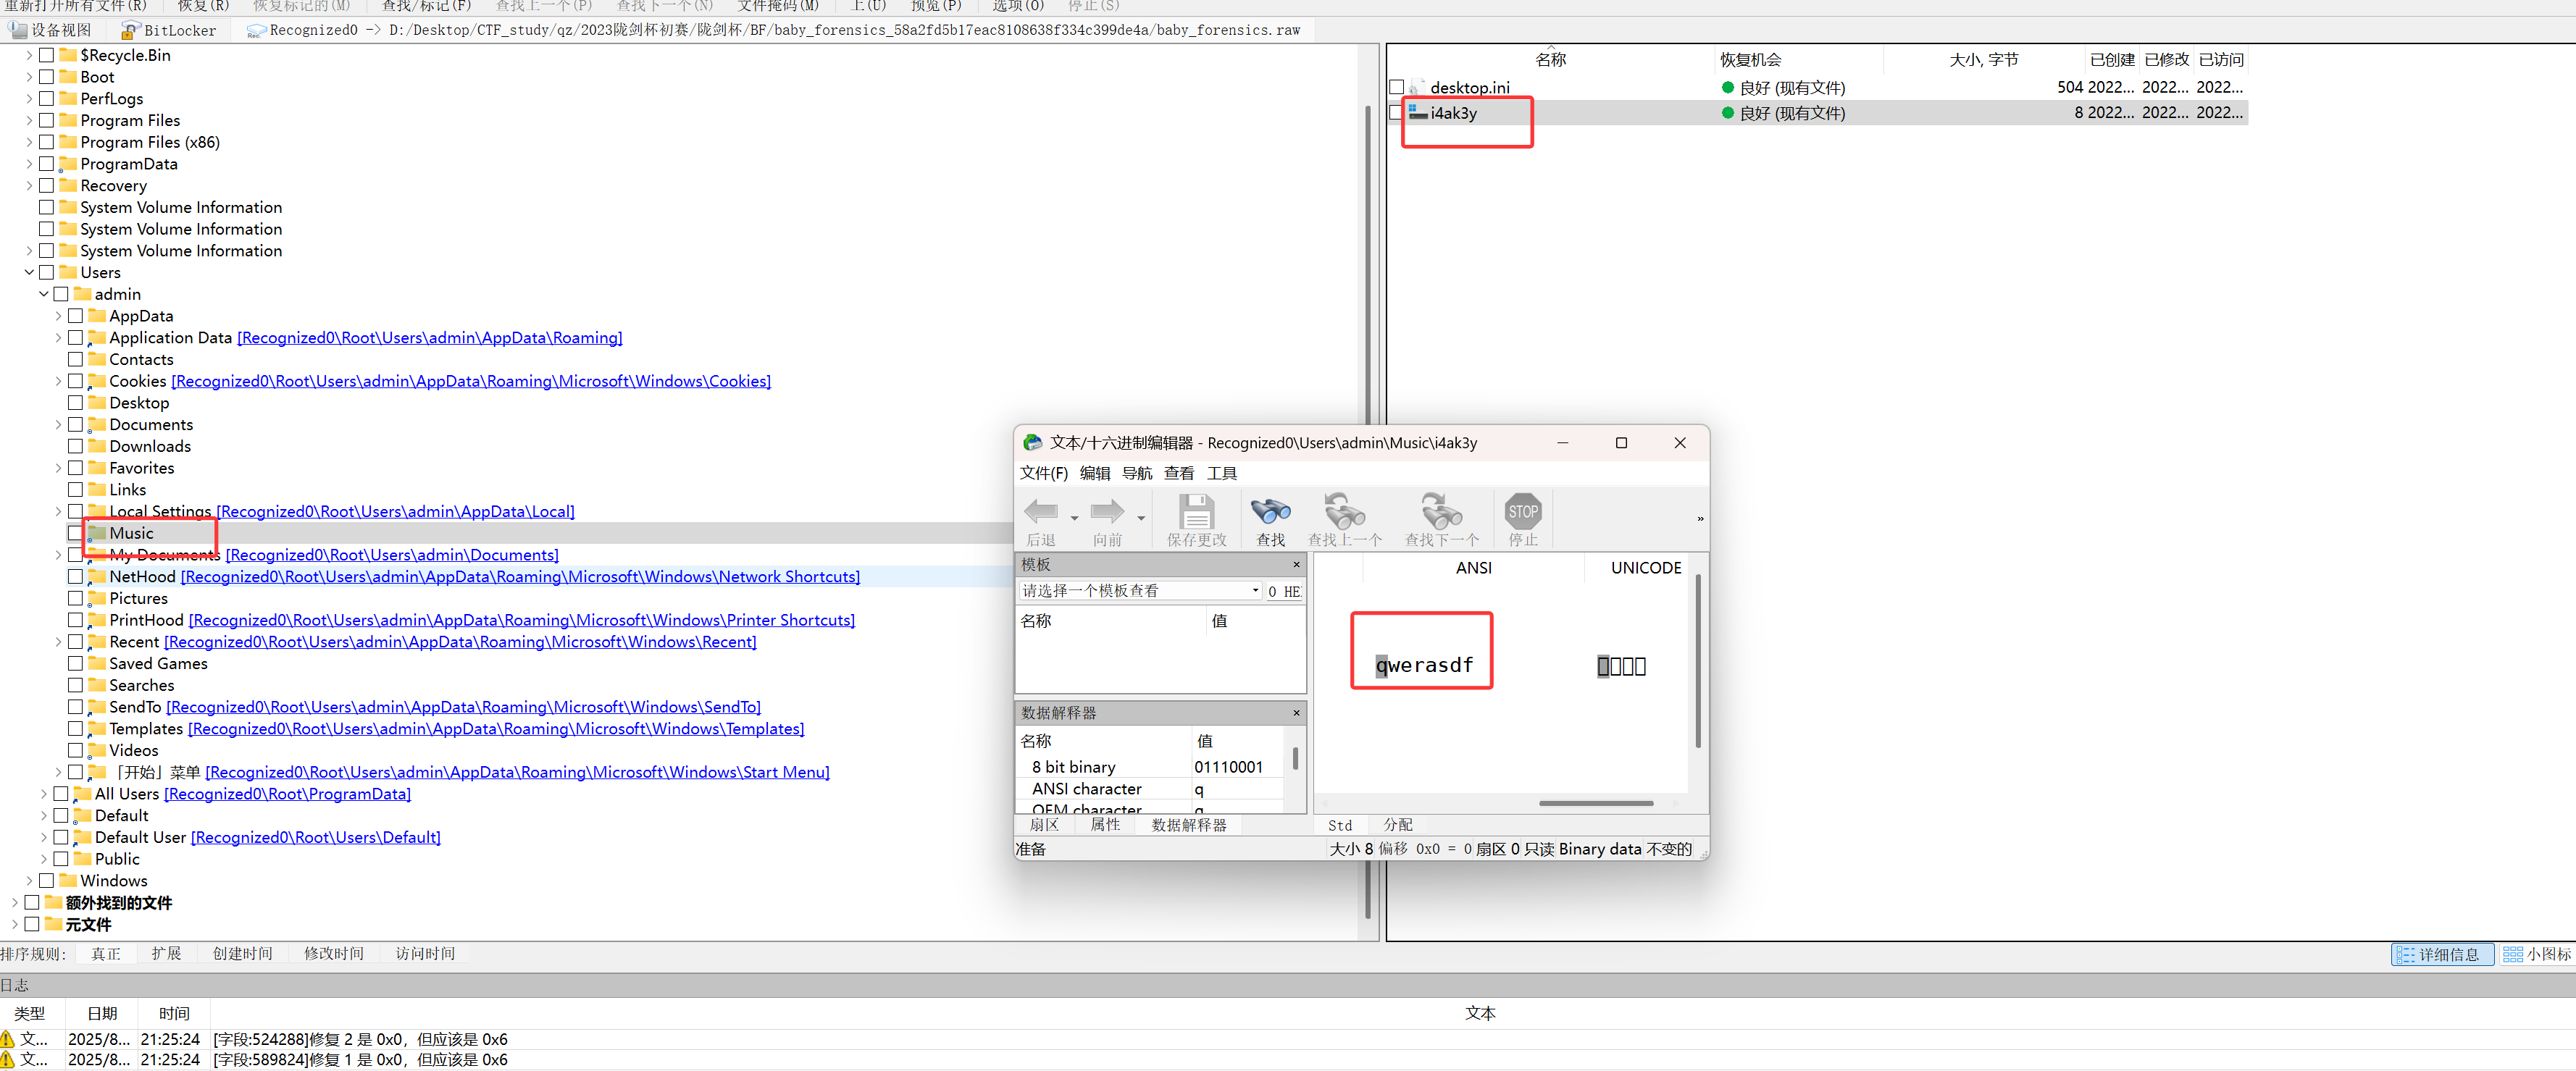 重新打开所有文件(R) 恢复(R) 恢复标记的(M) 查找/标记(F) 查找上一个(P) 查找下一个(N) 文件掩码(M) 上(U) 预览(P) 选项(O) 停止(S)
设备视图 BitLocker Recognized0 -> D:/Desktop/CTF_study/qz/2023陇剑杯初赛/陇剑杯/BF/baby_forensics_58a2fd5b17eac8108638f334c399de4a/baby_forensics.raw
$Recycle.Bin
Boot
PerfLogs
Program Files
Program Files (x86)
ProgramData
Recovery
System Volume Information
System Volume Information
System Volume Information
Users
admin
AppData
Application Data [Recognized0\Root\Users\admin\AppData\Roaming]
Contacts
Cookies [Recognized0\Root\Users\admin\AppData\Roaming\Microsoft\Windows\Cookies]
Desktop
Documents
Downloads
Favorites
Links
Local Settings [Recognized0\Root\Users\admin\AppData\Local]
Music
My Documents [Recognized0\Root\Users\admin\Documents]
NetHood [Recognized0\Root\Users\admin\AppData\Roaming\Microsoft\Windows\Network Shortcuts]
Pictures
PrintHood [Recognized0\Root\Users\admin\AppData\Roaming\Microsoft\Windows\Printer Shortcuts]
Recent [Recognized0\Root\Users\admin\AppData\Roaming\Microsoft\Windows\Recent]
Saved Games
Searches
SendTo [Recognized0\Root\Users\admin\AppData\Roaming\Microsoft\Windows\SendTo]
Templates [Recognized0\Root\Users\admin\AppData\Roaming\Microsoft\Windows\Templates]
Videos
「开始」菜单 [Recognized0\Root\Users\admin\AppData\Roaming\Microsoft\Windows\Start Menu]
All Users [Recognized0\Root\ProgramData]
Default
Default User [Recognized0\Root\Users\Default]
Public
Windows
额外找到的文件
元文件
名称 恢复机会 大小, 字节 已创建 已修改 已访问
desktop.ini 良好 (现有文件) 504 2022... 2022... 2022...
i4ak3y 良好 (现有文件) 8 2022... 2022... 2022...
文本/十六进制编辑器 - Recognized0\Users\admin\Music\i4ak3y
文件(F) 编辑 导航 查看 工具
STOP
后退 向前 保存更改 查找 查找上一个 查找下一个 停止 »
模板
请选择一个模板查看 0 HE
名称 值
数据解释器
名称 值
8 bit binary 01110001
ANSI character q
OEM character q
扇区 属性 数据解释器
ANSI UNICODE
qwerasdf
Std 分配
准备 大小 8 偏移 0x0 = 0 扇区 0 只读 Binary data 不变的
排序规则: 真正 扩展 创建时间 修改时间 访问时间 详细信息 小图标
日志
类型 日期 时间 文本
文... 2025/8... 21:25:24 [字段:524288]修复 2 是 0x0，但应该是 0x6
文... 2025/8... 21:25:24 [字段:589824]修复 1 是 0x0，但应该是 0x6